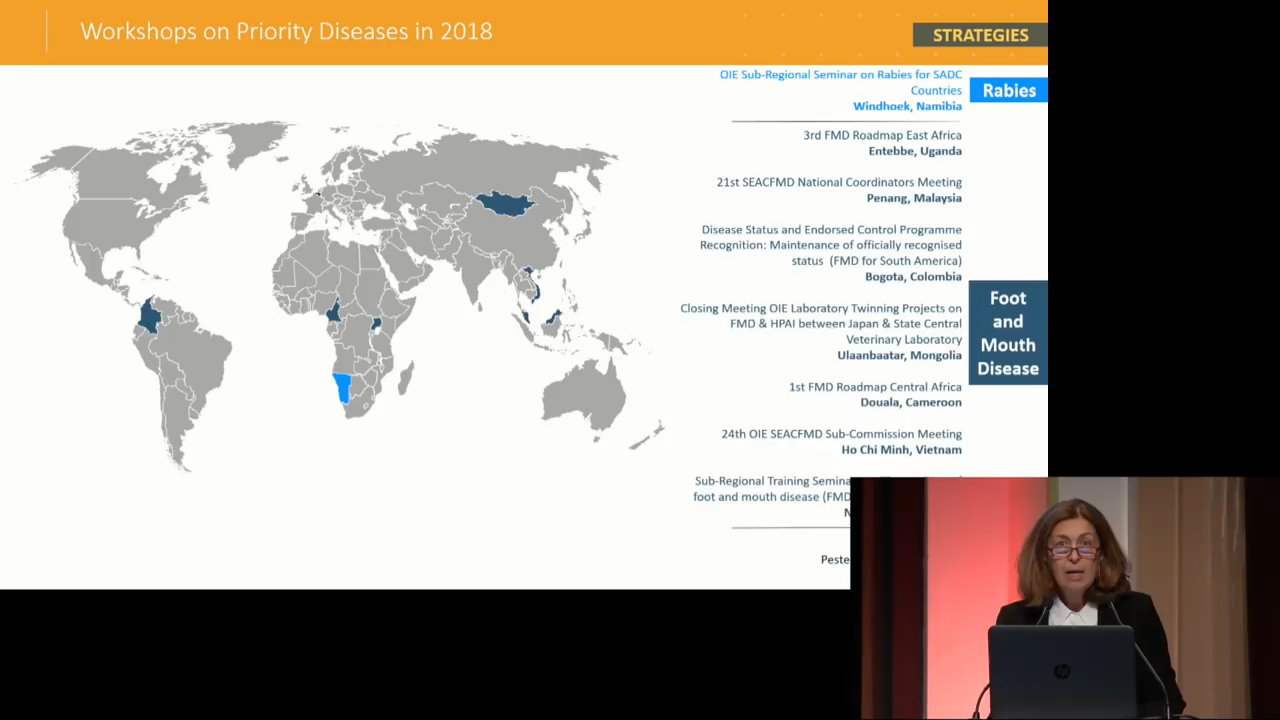 Workshops on Priority Diseases in 2018
STRATEGIES
OIE Sub-Regional Seminar on Rabies for SADC
Countries
Windhoek, Namibia
Rabies
3rd FMD Roadmap East Africa
Entebbe, Uganda
21st SEACFMD National Coordinators Meeting
Penang, Malaysia
Disease Status and Endorsed Control Programme
Recognition: Maintenance of officially recognised
status (FMD for South America)
Bogota, Colombia
Closing Meeting OIE Laboratory Twinning Projects on
FMD & HPAI between Japan & State Central
Veterinary Laboratory
Ulaanbaatar, Mongolia
1st FMD Roadmap Central Africa
Douala, Cameroon
24th OIE SEACFMD Sub-Commission Meeting
Ho Chi Minh, Vietnam
Sub-Regional Training Semina
foot and mouth disease (FMD
N
Peste
Foot
and
Mouth
Disease
hp